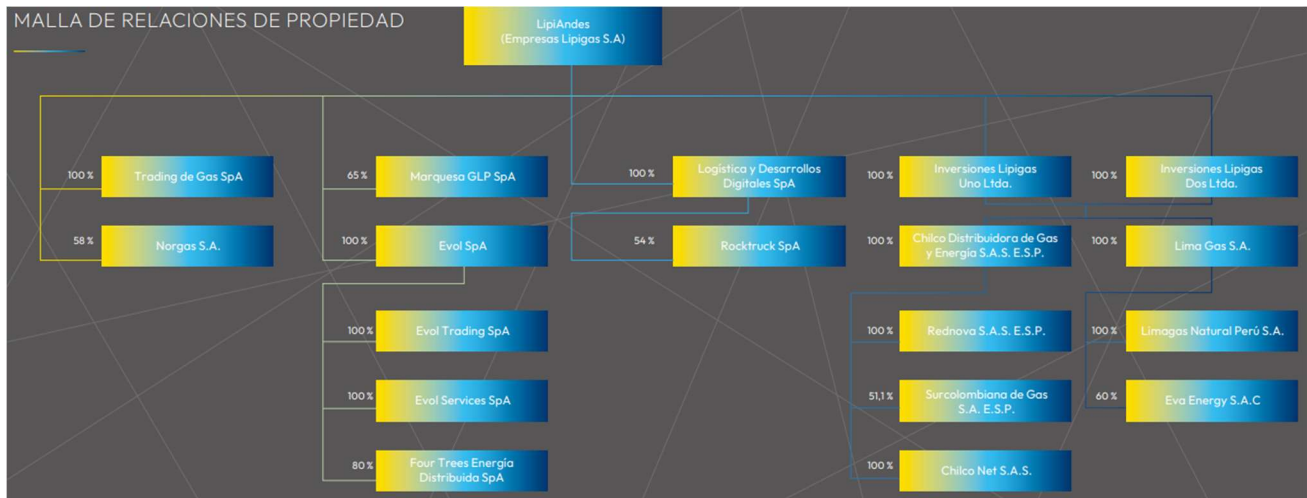 MALLA DE RELACIONES DE PROPIEDAD
LipiAndes
(Empresas Lipigas S.A)
100 %
Trading de Gas SpA
65 %
Marquesa GLP SpA
100 %
Logística y Desarrollos
Digitales SpA
100 %
Inversiones Lipigas
Uno Ltda.
100 %
Inversiones Lipigas
Dos Ltda.
58 %
Norgas S.A.
100 %
Evol SpA
54 %
Rocktruck SpA
100 %
Chilco Distribuidora de Gas
y Energía S.A.S. E.S.P.
100 %
Lima Gas S.A.
100 %
Evol Trading SpA
100 %
Rednova S.A.S. E.S.P.
100 %
Limagas Natural Perú S.A.
100 %
Evol Services SpA
51,1 %
Surcolombiana de Gas
S.A. E.S.P.
60 %
Eva Energy S.A.C
80 %
Four Trees Energía
Distribuida SpA
100 %
Chilco Net S.A.S.